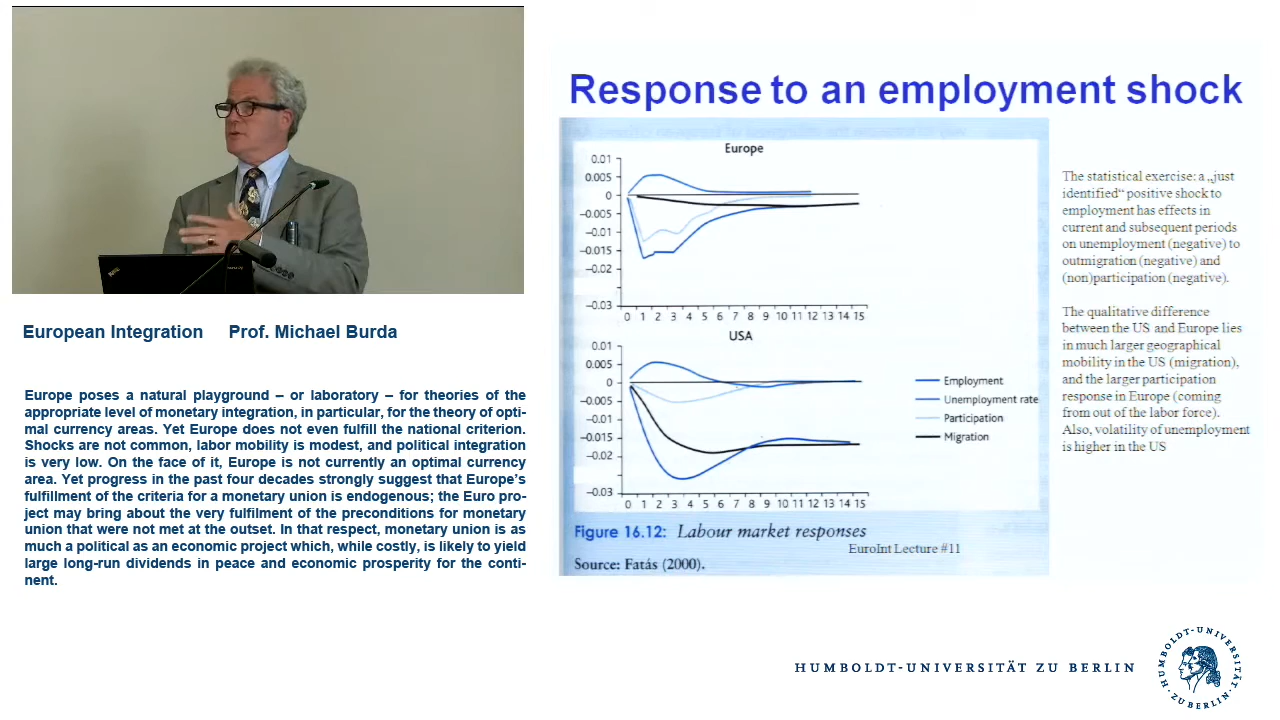 European Integration Prof. Michael Burda
Europe poses a natural playground – or laboratory – for theories of the
appropriate level of monetary integration, in particular, for the theory of opti-
mal currency areas. Yet Europe does not even fulfill the national criterion.
Shocks are not common, labor mobility is modest, and political integration
is very low. On the face of it, Europe is not currently an optimal currency
area. Yet progress in the past four decades strongly suggest that Europe's
fulfillment of the criteria for a monetary union is endogenous; the Euro pro-
ject may bring about the very fulfilment of the preconditions for monetary
union that were not met at the outset. In that respect, monetary union is as
much a political as an economic project which, while costly, is likely to yield
large long-run dividends in peace and economic prosperity for the conti-
nent.
Response to an employment shock
Europe
0.01
0.005
0
–0.005
–0.01
–0.015
–0.02
–0.03
0 1 2 3 4 5 6 7 8 9 10 11 12 13 14 15
USA
0.01
0.005
0
–0.005
–0.01
–0.015
–0.02
–0.03
0 1 2 3 4 5 6 7 8 9 10 11 12 13 14 15
Employment
Unemployment rate
Participation
Migration
Figure 16.12: Labour market responses
EuroInt Lecture #11
Source: Fatás (2000).
The statistical exercise: a „just
identified“ positive shock to
employment has effects in
current and subsequent periods
on unemployment (negative) to
outmigration (negative) and
(non)participation (negative).
The qualitative difference
between the US and Europe lies
in much larger geographical
mobility in the US (migration),
and the larger participation
response in Europe (coming
from out of the labor force).
Also, volatility of unemployment
is higher in the US
HUMBOLDT-UNIVERSITÄT ZU BERLIN
HUMBOLDT-UNIVERSITÄT
ZU BERLIN